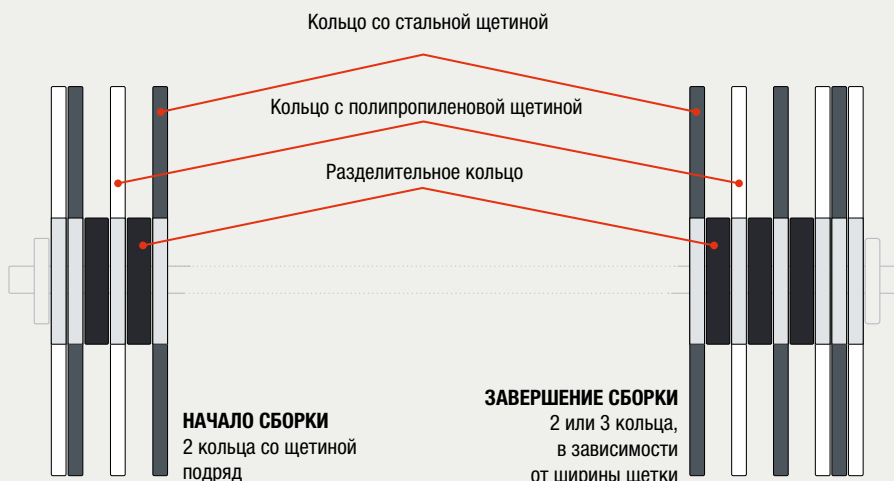 Кольцо со стальной щетиной
Кольцо с полипропиленовой щетиной
Разделительное кольцо
НАЧАЛО СБОРКИ
2 кольца со щетиной
подряд
ЗАВЕРШЕНИЕ СБОРКИ
2 или 3 кольца,
в зависимости
от ширины щетки